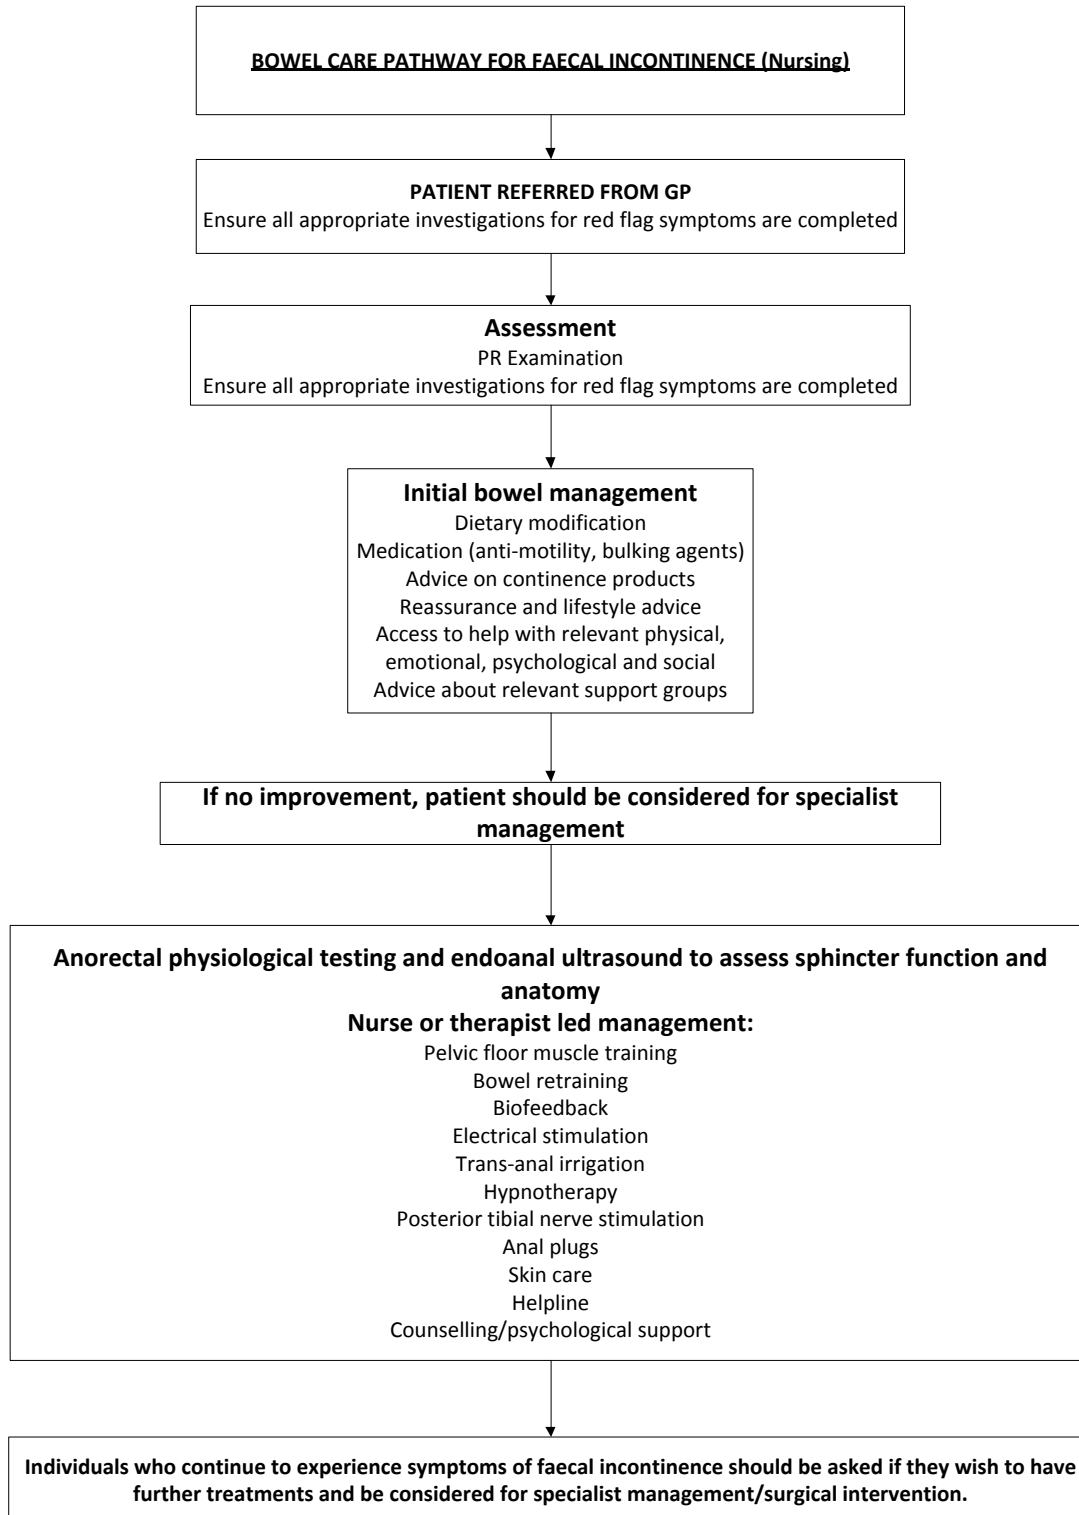 BOWEL CARE PATHWAY FOR FAECAL INCONTINENCE (Nursing)
PATIENT REFERRED FROM GP
Ensure all appropriate investigations for red flag symptoms are completed
Assessment
PR Examination
Ensure all appropriate investigations for red flag symptoms are completed
Initial bowel management
Dietary modification
Medication (anti-motility, bulking agents)
Advice on continence products
Reassurance and lifestyle advice
Access to help with relevant physical,
emotional, psychological and social
Advice about relevant support groups
If no improvement, patient should be considered for specialist
management
Anorectal physiological testing and endoanal ultrasound to assess sphincter function and
anatomy
Nurse or therapist led management:
Pelvic floor muscle training
Bowel retraining
Biofeedback
Electrical stimulation
Trans-anal irrigation
Hypnotherapy
Posterior tibial nerve stimulation
Anal plugs
Skin care
Helpline
Counselling/psychological support
Individuals who continue to experience symptoms of faecal incontinence should be asked if they wish to have
further treatments and be considered for specialist management/surgical intervention.